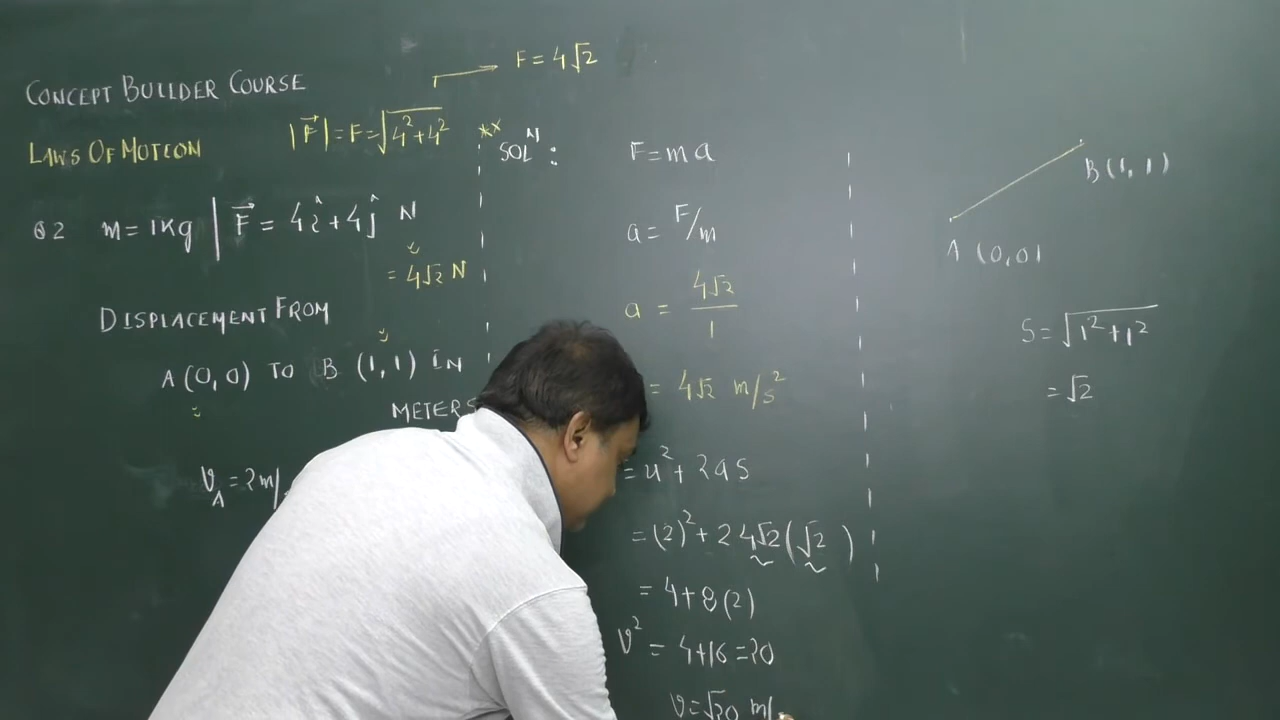 CONCEPT BUILDER COURSE
LAWS OF MOTION
|F⃗| = F = √4²+4²
F = 4√2
Q2 m = 1Kg | F⃗ = 4î + 4ĵ N
= 4√2 N
DISPLACEMENT FROM
A (0, 0) TO B (1, 1) IN
METERS
V_A = 2 m/
** SOLᴺ :
F = ma
a = F/m
a = 4√2 / 1
= 4√2 m/s²
= u² + 2as
= (2)² + 2 4√2 (√2)
= 4 + 8(2)
V² = 4+16 = 20
V = √20 m/
B (1, 1)
A (0, 0)
S = √1²+1²
= √2